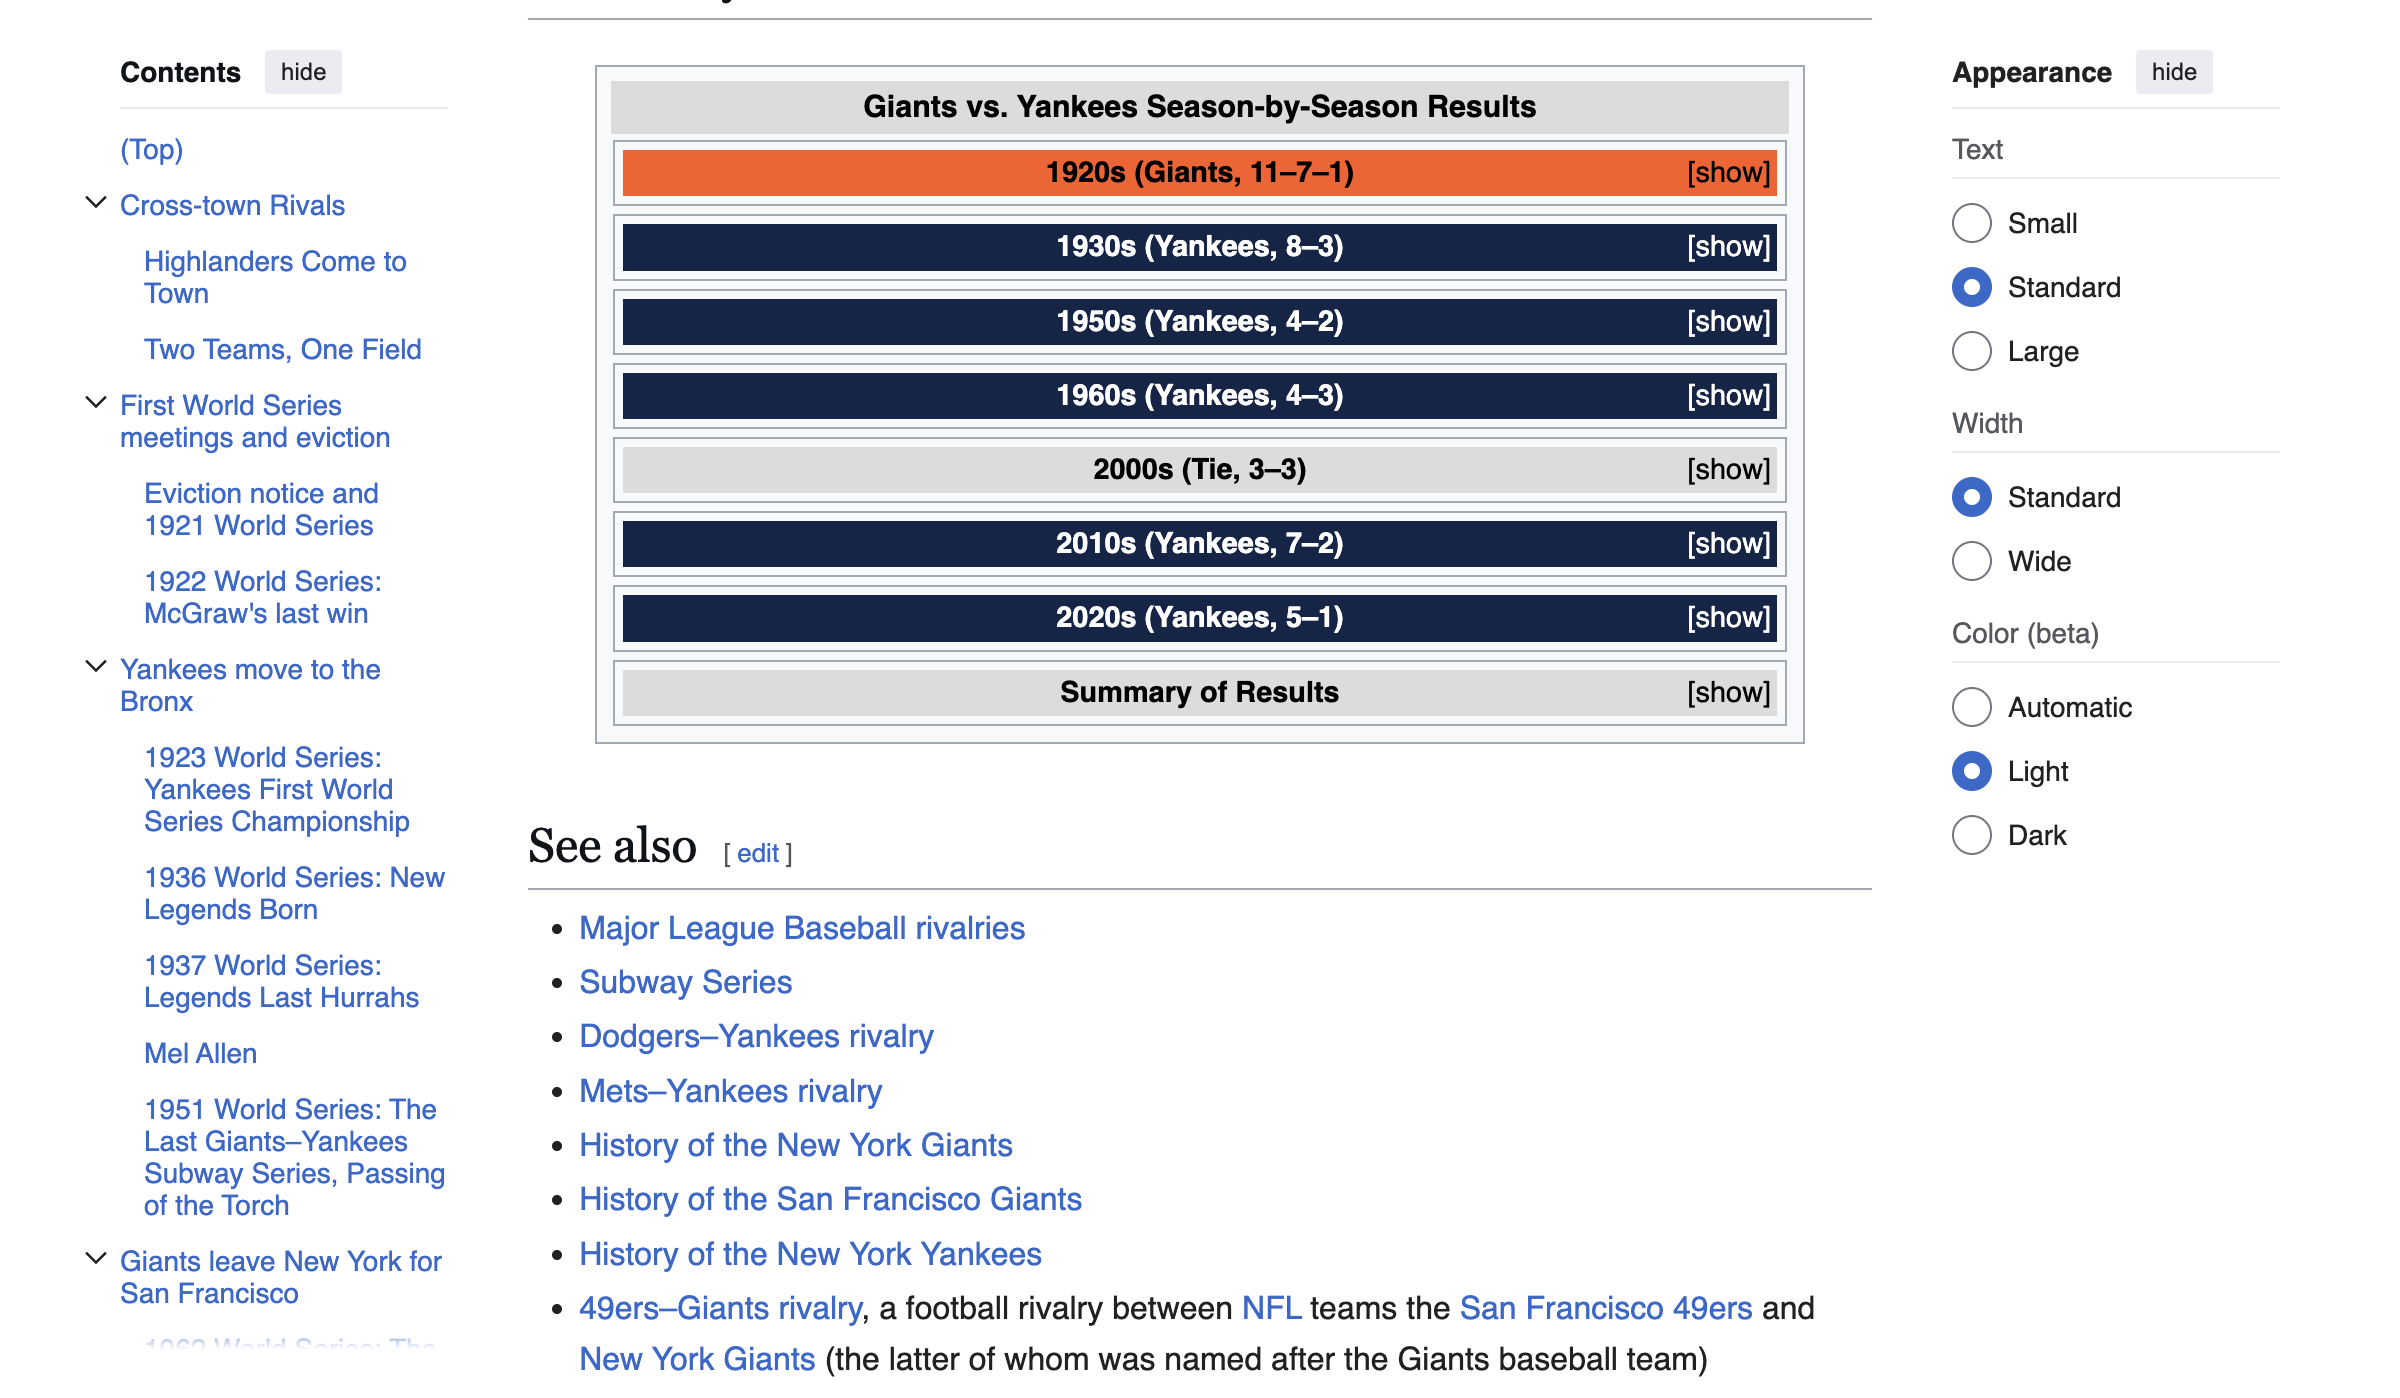 Contents hide
(Top)
Cross-town Rivals
Highlanders Come to
Town
Two Teams, One Field
First World Series
meetings and eviction
Eviction notice and
1921 World Series
1922 World Series:
McGraw's last win
Yankees move to the
Bronx
1923 World Series:
Yankees First World
Series Championship
1936 World Series: New
Legends Born
1937 World Series:
Legends Last Hurrahs
Mel Allen
1951 World Series: The
Last Giants–Yankees
Subway Series, Passing
of the Torch
Giants leave New York for
San Francisco
Giants vs. Yankees Season-by-Season Results
1920s (Giants, 11–7–1) [show]
1930s (Yankees, 8–3) [show]
1950s (Yankees, 4–2) [show]
1960s (Yankees, 4–3) [show]
2000s (Tie, 3–3) [show]
2010s (Yankees, 7–2) [show]
2020s (Yankees, 5–1) [show]
Summary of Results [show]
See also [ edit ]
• Major League Baseball rivalries
• Subway Series
• Dodgers–Yankees rivalry
• Mets–Yankees rivalry
• History of the New York Giants
• History of the San Francisco Giants
• History of the New York Yankees
• 49ers–Giants rivalry, a football rivalry between NFL teams the San Francisco 49ers and
New York Giants (the latter of whom was named after the Giants baseball team)
Appearance hide
Text
Small
Standard
Large
Width
Standard
Wide
Color (beta)
Automatic
Light
Dark